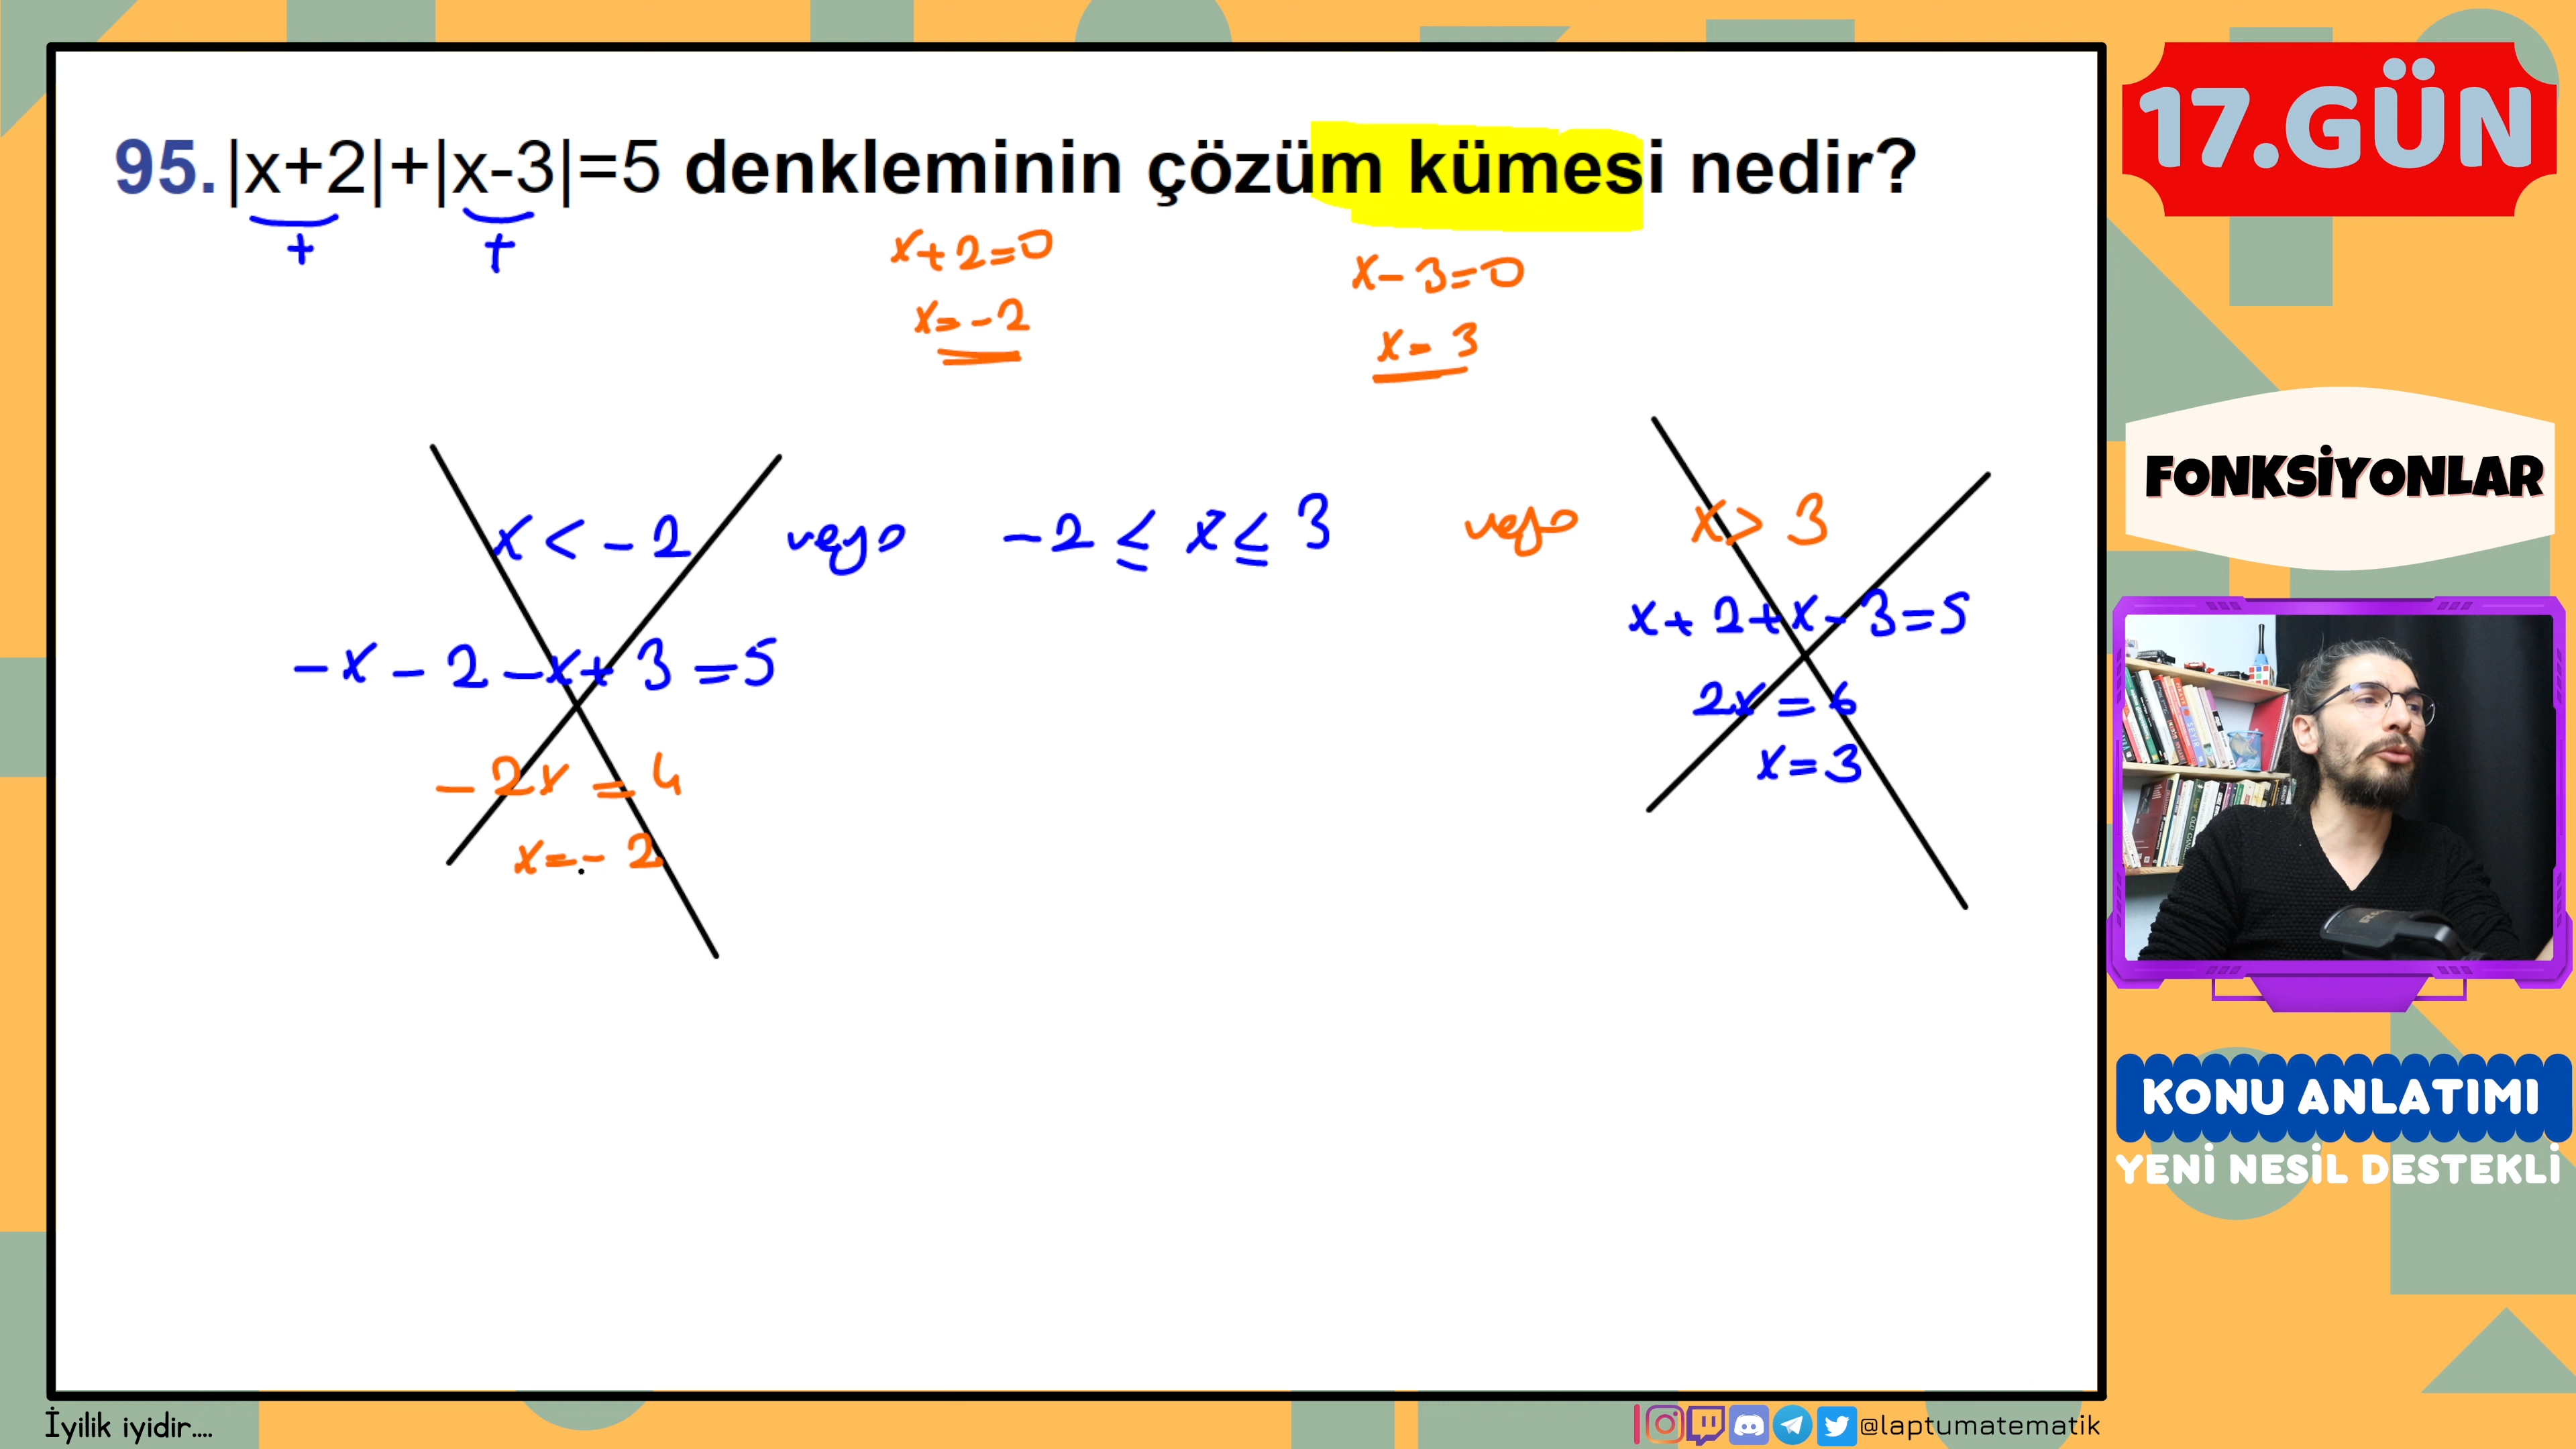 95. |x+2|+|x-3|=5 denkleminin çözüm kümesi nedir?
+ +
x+2=0
x=-2
x-3=0
x=3
x < -2 veya -2 ≤ x ≤ 3 veya x > 3
-x-2-x+3=5
-2x=4
x=-2
x+2+x-3=5
2x=6
x=3
17.GÜN
FONKSİYONLAR
KONU ANLATIMI
YENİ NESİL DESTEKLİ
İyilik iyidir....
@laptumatematik